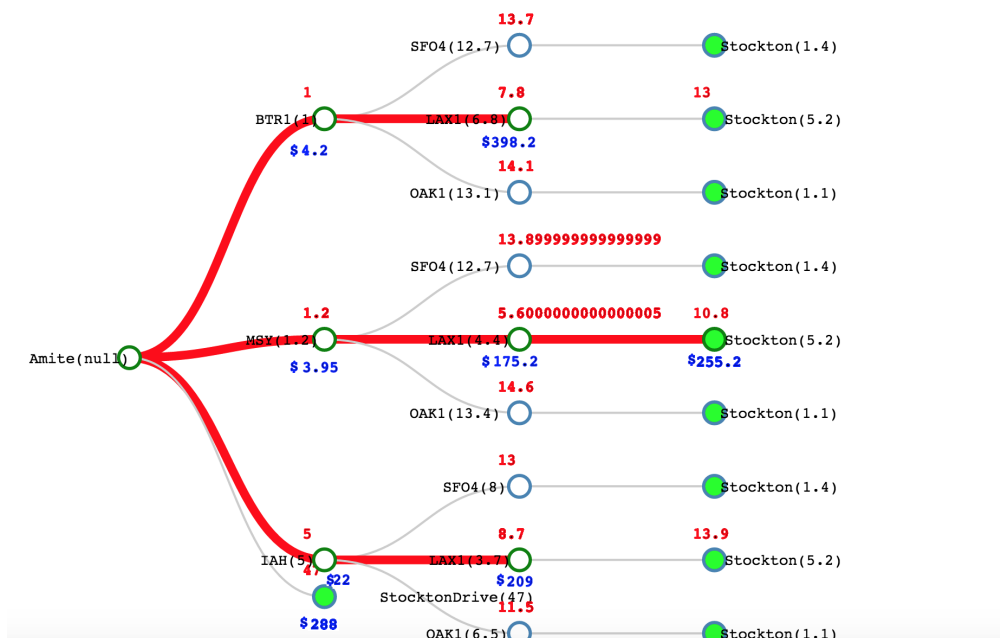 13.7
SFO4(12.7)
Stockton(1.4)
1
7.8
13
BTR1(1)
LAX1(6.8)
Stockton(5.2)
$4.2
$398.2
14.1
OAK1(13.1)
Stockton(1.1)
13.899999999999999
SFO4(12.7)
Stockton(1.4)
1.2
5.6000000000000005
10.8
MSY(1.2)
LAX1(4.4)
Stockton(5.2)
Amite(null)
$3.95
$175.2
$255.2
14.6
OAK1(13.4)
Stockton(1.1)
13
SFO4(8)
Stockton(1.4)
5
8.7
13.9
IAH(5)
LAX1(3.7)
Stockton(5.2)
47
$22
$209
StocktonDrive(47)
11.5
$288
OAK1(6.5)
Stockton(1.1)